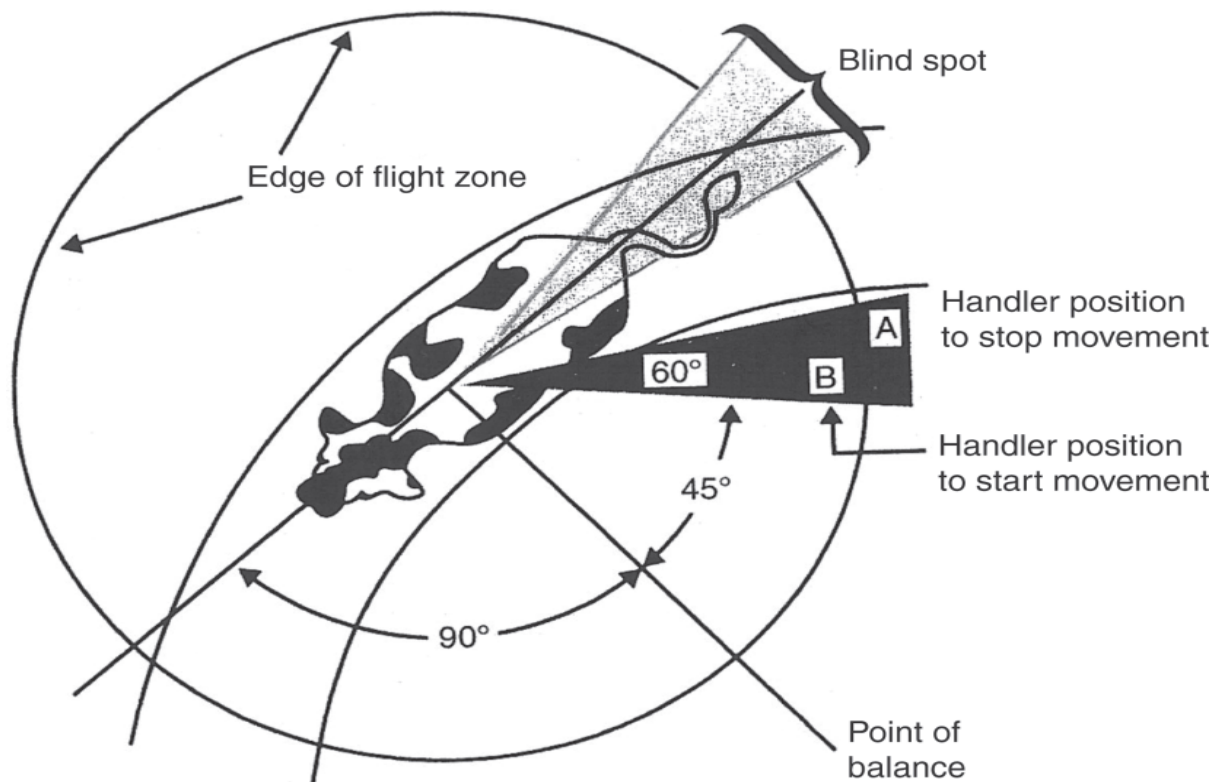 Blind spot
Edge of flight zone
Handler position
to stop movement
A
60°
B
Handler position
to start movement
45°
90°
Point of
balance